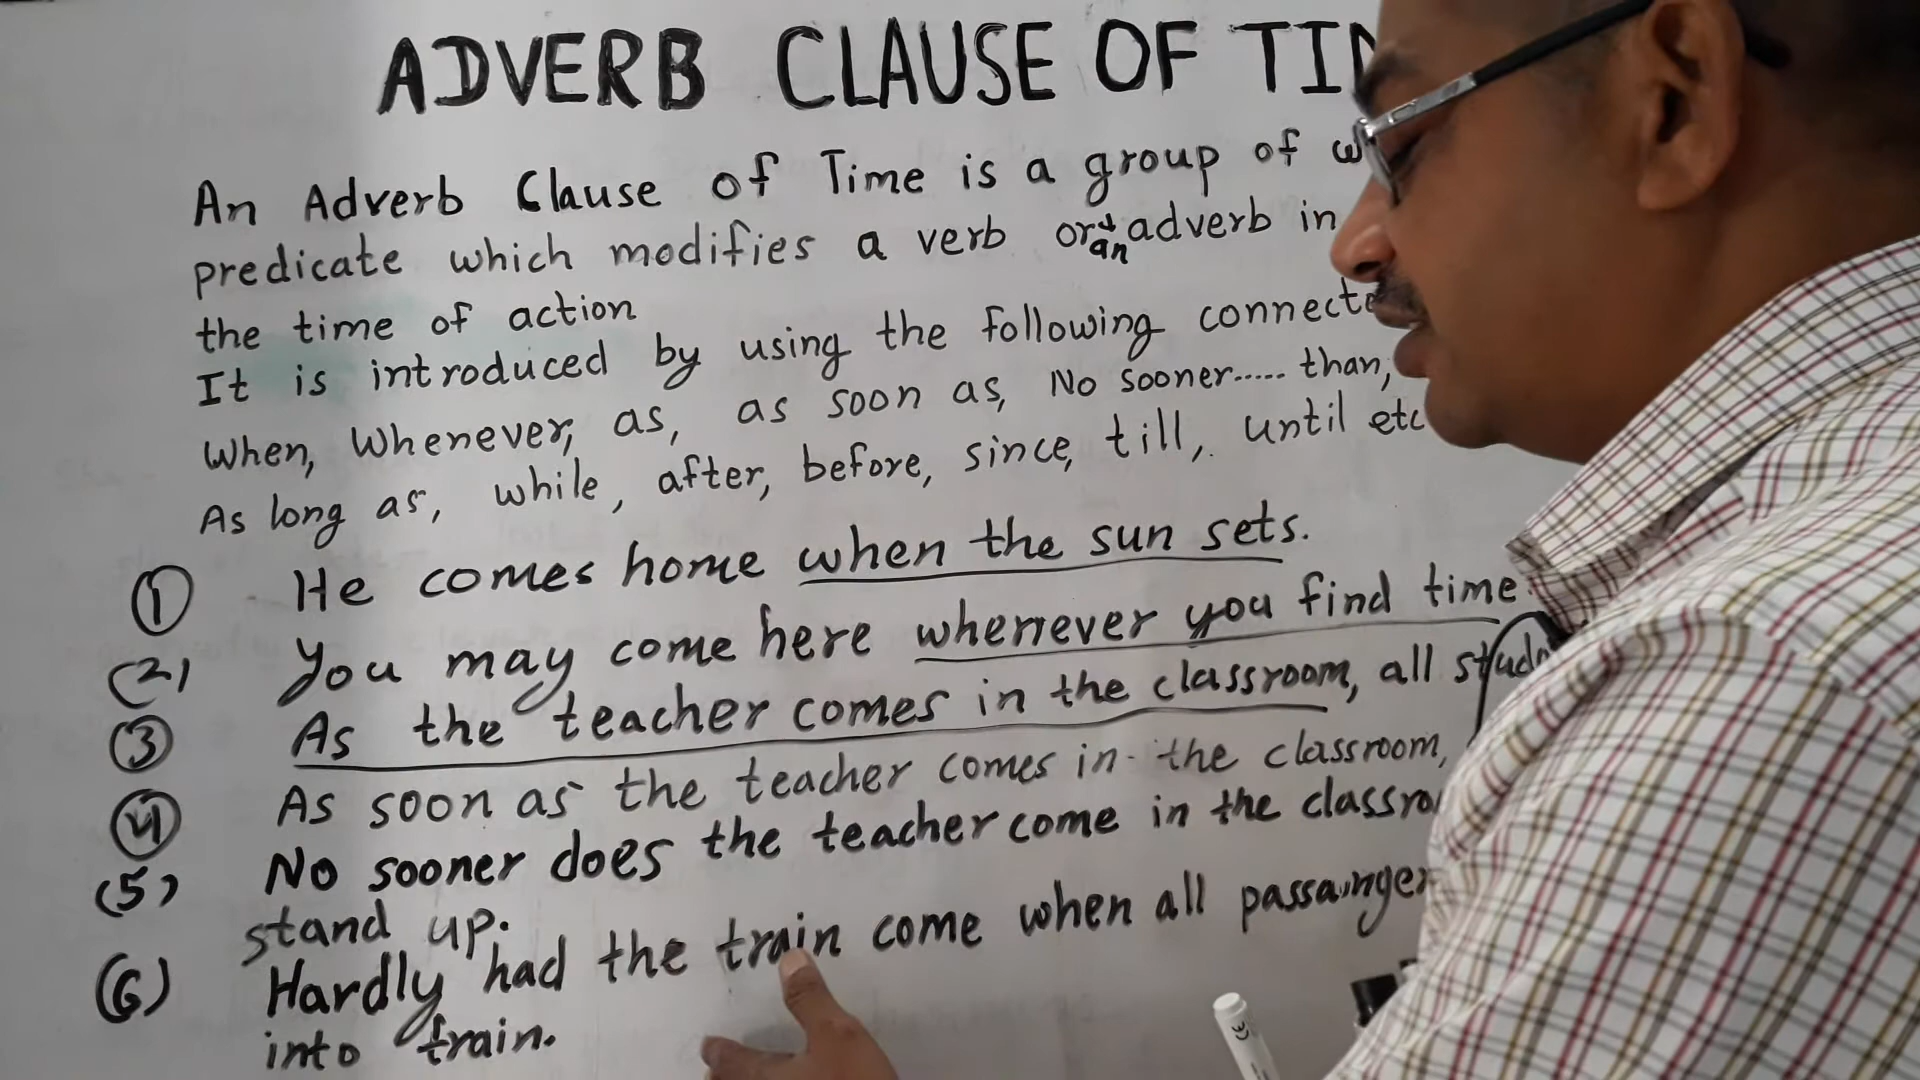 ADVERB CLAUSE OF
An Adverb Clause of Time is a group of
predicate which modifies a verb or an adverb in
the time of action
It is introduced by using the following
When, Whenever, as, as soon as, No sooner..... than,
As long as, while, after, before, since, till, until etc
(1) He comes home when the sun sets.
(2) You may come here whenever you find time
(3) As the teacher comes in the classroom, all
(4) As soon as the teacher comes in the classroom,
(5) No sooner does the teacher come in the
stand up.
(6) Hardly had the train come when all
into train.